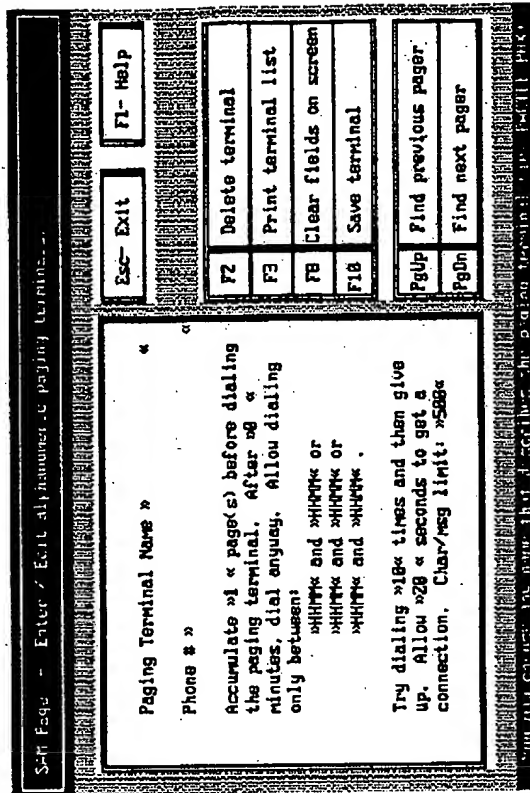 SAM Page - Enter / Edit alphanumeric paging terminals
Paging Terminal Name » «
Phone # » «
Accumulate »1 « page(s) before dialing
the paging terminal. After »0 «
minutes, dial anyway. Allow dialing
only between:
»HHMM« and »HHMM« or
»HHMM« and »HHMM« or
»HHMM« and »HHMM« .
Try dialing »10« times and then give
up. Allow »20 « seconds to get a
connection. Char/msg limit: »500«
Esc- Exit
F1- Help
F2 Delete terminal
F3 Print terminal list
F8 Clear fields on screen
F10 Save terminal
PgUp Find previous pager
PgDn Find next pager
the paging terminal